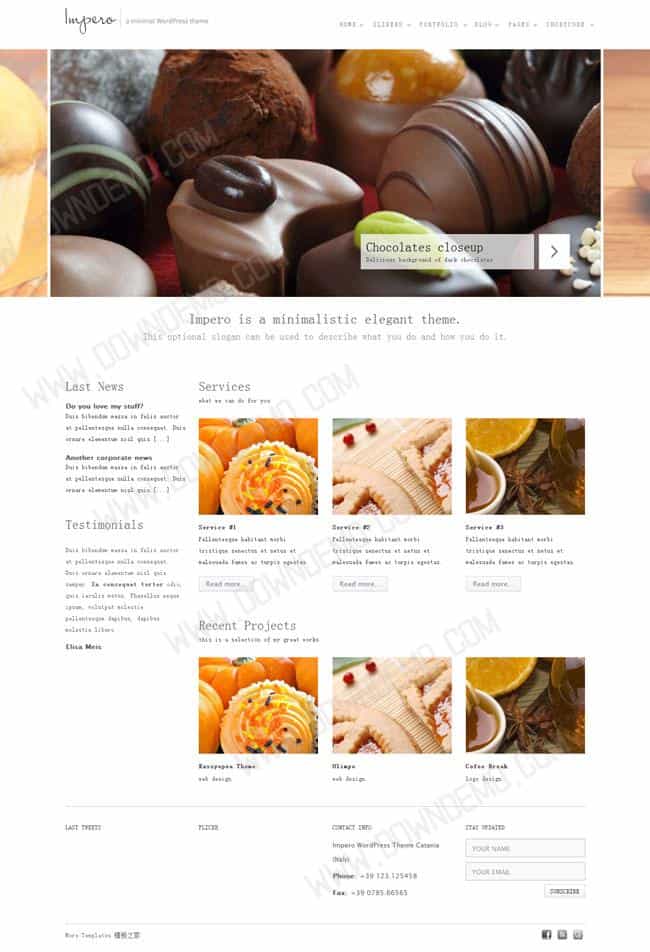 Impero a minimal WordPress theme
HOME SLIDERS PORTFOLIO BLOG PAGES SHORTCODE
Chocolates closeup
Delicious background of dark chocolates
Impero is a minimalistic elegant theme.
This optional slogan can be used to describe what you do and how you do it.
Last News
Do you love my stuff?
Duis bibendum massa in felis auctor
at pellentesque nulla consequat. Duis
ornare elementum nisl quis [...]
Another corporate news
Duis bibendum massa in felis auctor
at pellentesque nulla consequat. Duis
ornare elementum nisl quis [...]
Testimonials
Duis bibendum massa in felis auctor
at pellentesque nulla consequat.
Duis ornare elementum nisl quis
semper. In consequat tortor odio,
quis iaculis metus. Phasellus neque
ipsum, volutpat molestie
pellentesque dapibus, dapibus
molestie libero.
Elisa Meis
Services
what we can do for you
Service #1
Pellentesque habitant morbi
tristique senectus et netus et
malesuada fames ac turpis egestas
Read more...
Service #2
Pellentesque habitant morbi
tristique senectus et netus et
malesuada fames ac turpis egestas
Read more...
Service #3
Pellentesque habitant morbi
tristique senectus et netus et
malesuada fames ac turpis egestas
Read more...
Recent Projects
this is a selection of my great works
Kassyopea Theme
web design
Olimpo
web design
Cofee Break
Logo design
LAST TWEETS
FLICKR
CONTACT INFO
Impero WordPress Theme Catania
(Italy)
Phone: +39 123.125458
Fax: +39 0785.86565
STAY UPDATED
YOUR NAME
YOUR EMAIL
SUBSCRIBE
More Templates 模板之家
WWW.DOWNDEMO.COM